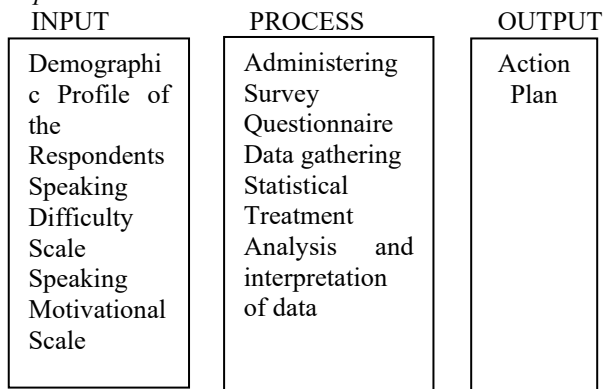 INPUT
PROCESS
OUTPUT
Demographi
c Profile of
the
Respondents
Speaking
Difficulty
Scale
Speaking
Motivational
Scale
Administering
Survey
Questionnaire
Data gathering
Statistical
Treatment
Analysis and
interpretation
of data
Action
Plan